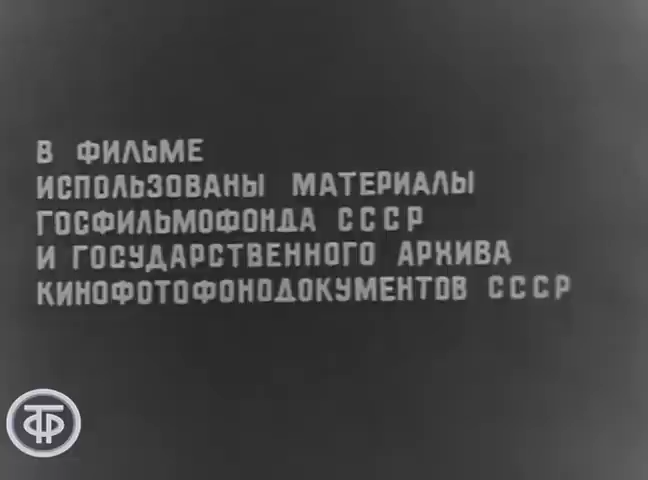 В ФИЛЬМЕ
ИСПОЛЬЗОВАНЫ МАТЕРИАЛЫ
ГОСФИЛЬМОФОНДА СССР
И ГОСУДАРСТВЕННОГО АРХИВА
КИНОФОТОФОНОДОКУМЕНТОВ СССР